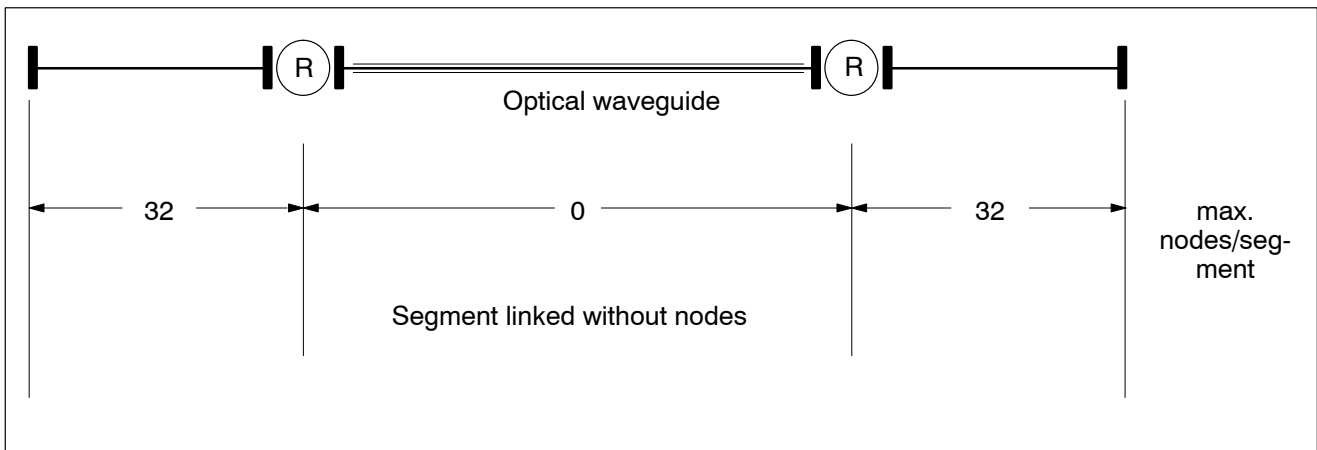 R
R
Optical waveguide
32
0
32
max.
nodes/seg-
ment
Segment linked without nodes